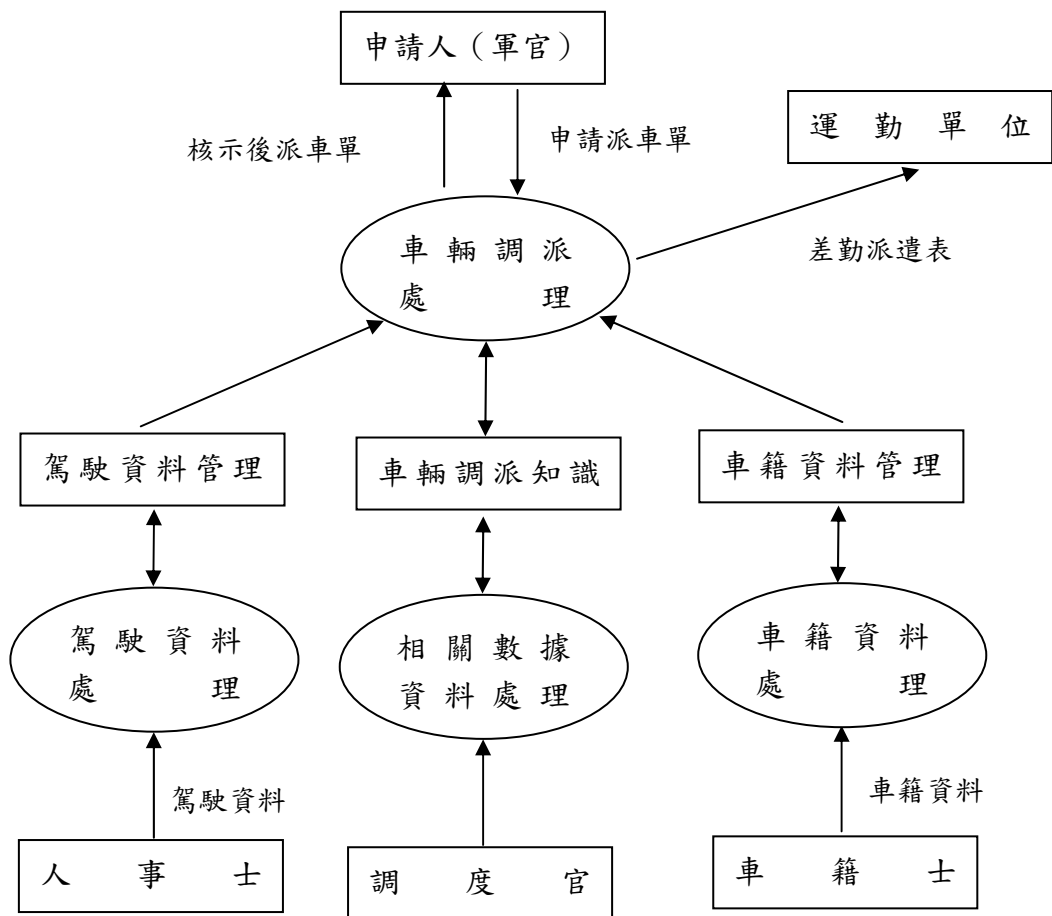 申請人（軍官）
運勤單位
核示後派車單
申請派車單
車輛調派
處理
差勤派遣表
駕駛資料管理
車輛調派知識
車籍資料管理
駕駛資料
處理
相關數據
資料處理
車籍資料
處理
駕駛資料
車籍資料
人事士
調度官
車籍士